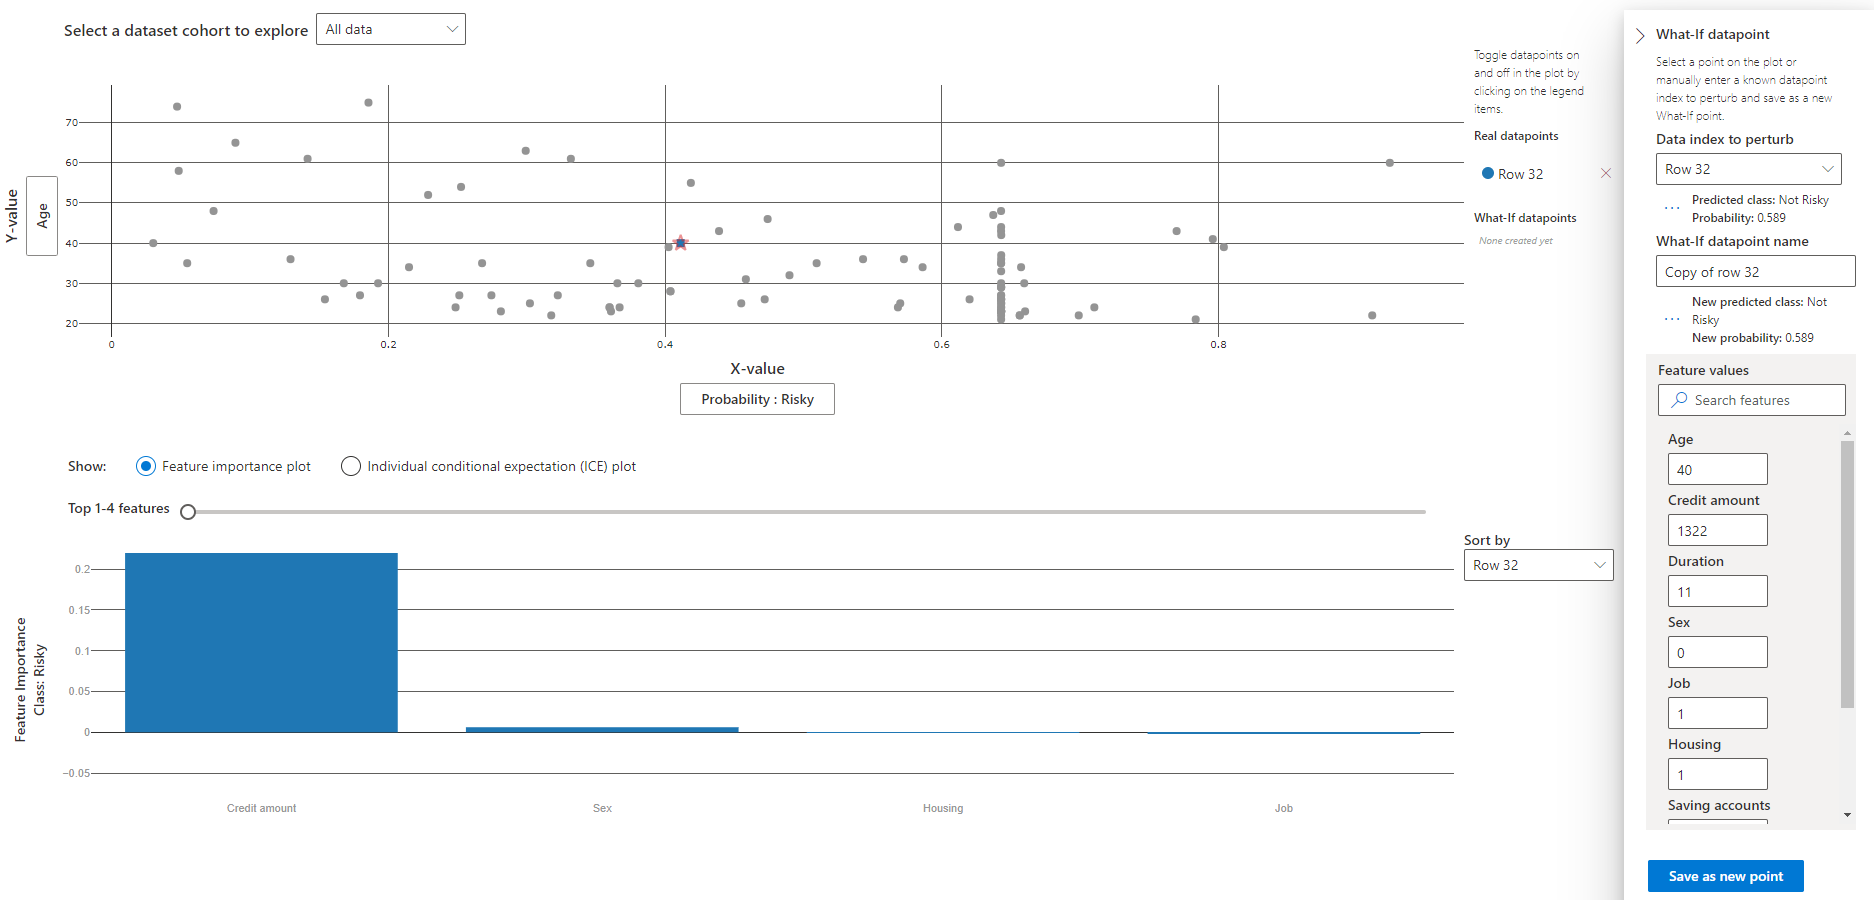 Select a dataset cohort to explore
All data
Y-value
Age
70
60
50
40
30
20
0
0.2
0.4
0.6
0.8
X-value
Probability : Risky
Toggle datapoints on
and off in the plot by
clicking on the legend
items.
Real datapoints
Row 32
What-If datapoints
None created yet
Show:
Feature importance plot
Individual conditional expectation (ICE) plot
Top 1-4 features
Sort by
Row 32
Feature Importance
Class: Risky
0.2
0.15
0.1
0.05
0
−0.05
Credit amount
Sex
Housing
Job
What-If datapoint
Select a point on the plot or
manually enter a known datapoint
index to perturb and save as a new
What-If point.
Data index to perturb
Row 32
Predicted class: Not Risky
Probability: 0.589
What-If datapoint name
Copy of row 32
New predicted class: Not
Risky
New probability: 0.589
Feature values
Search features
Age
40
Credit amount
1322
Duration
11
Sex
0
Job
1
Housing
1
Saving accounts
Save as new point